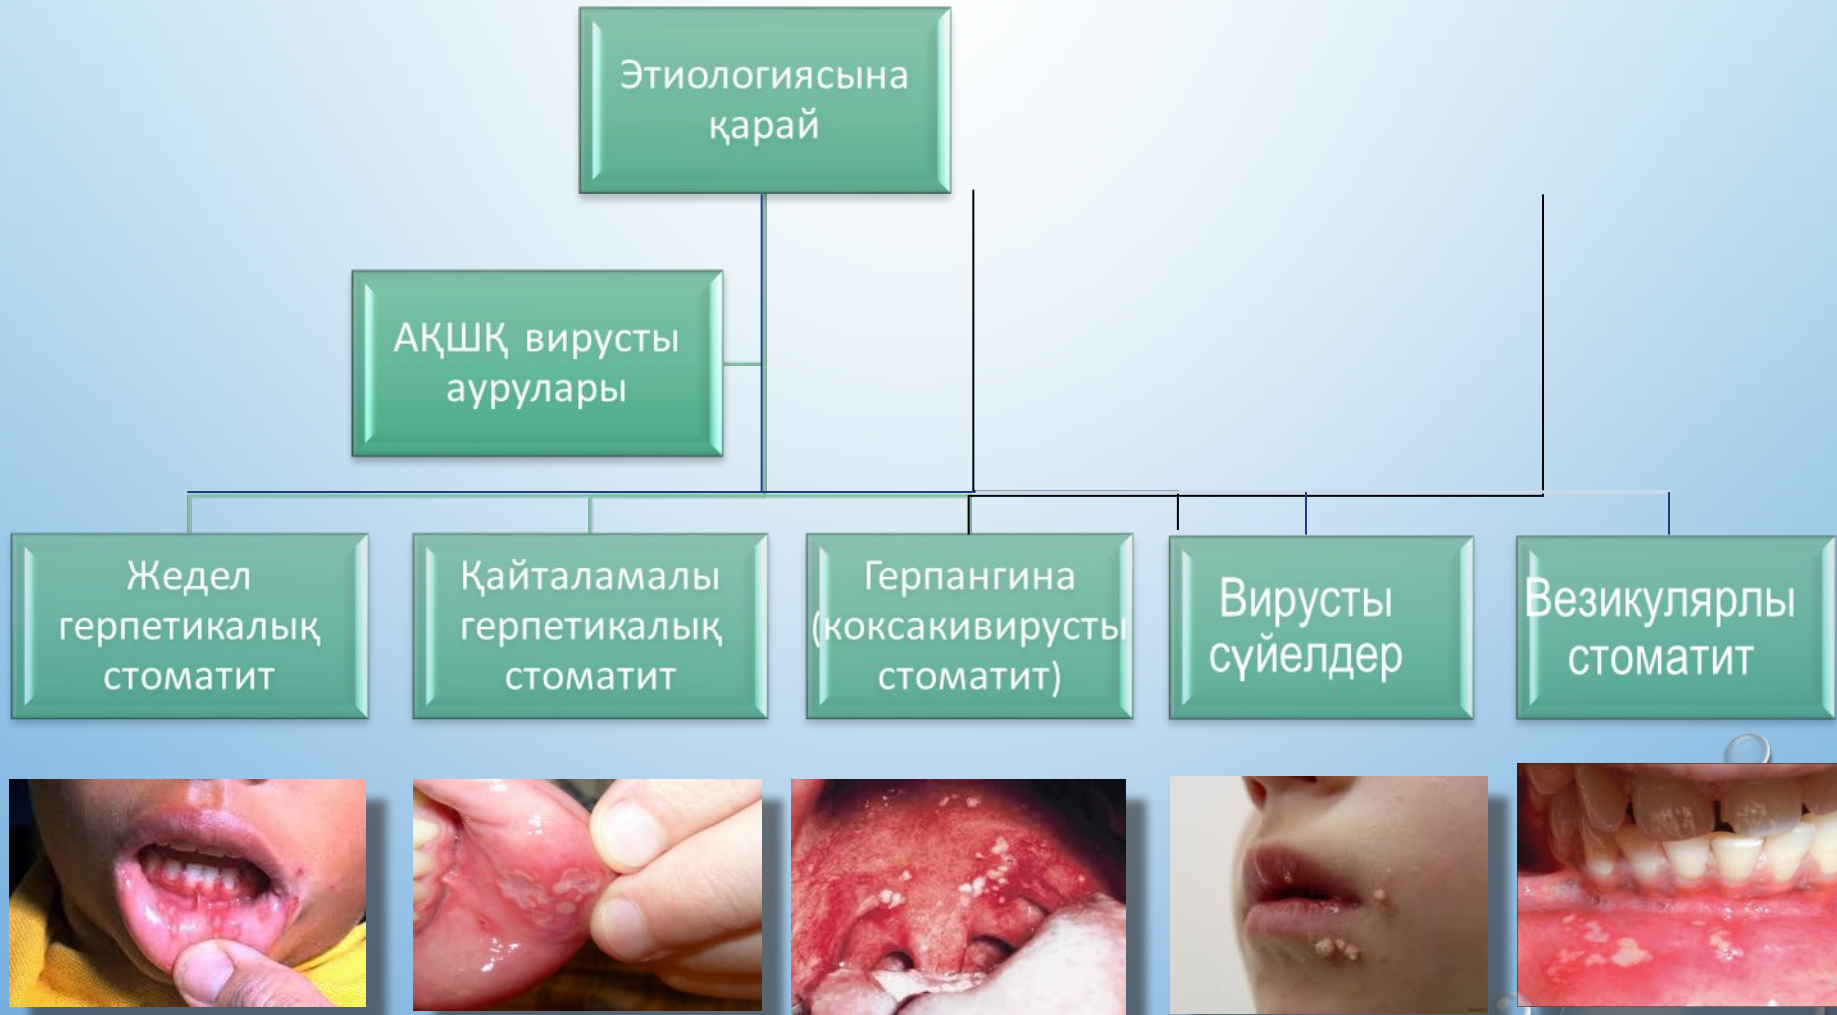 Этиологиясына
қарай
АҚШҚ вирусты
аурулары
Жедел
герпетикалық
стоматит
Қайталамалы
герпетикалық
стоматит
Герпангина
(коксакивирусты
стоматит)
Вирусты
сүйелдер
Везикулярлы
стоматит